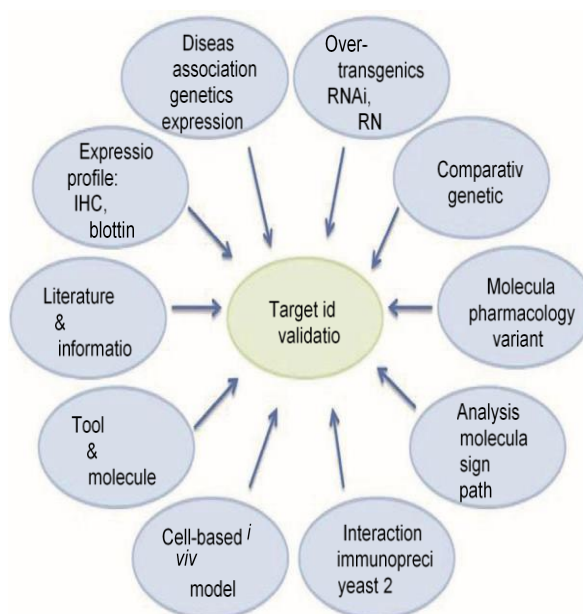 Diseas
association
genetics
expression
Over-
transgenics
RNAi,
RN
Comparativ
genetic
Molecula
pharmacology
variant
Analysis
molecula
sign
path
Interaction
immunopreci
yeast 2
Cell-based i
viv
model
Tool
&
molecule
Literature
&
informatio
Expressio
profile:
IHC,
blottin
Target id
validatio